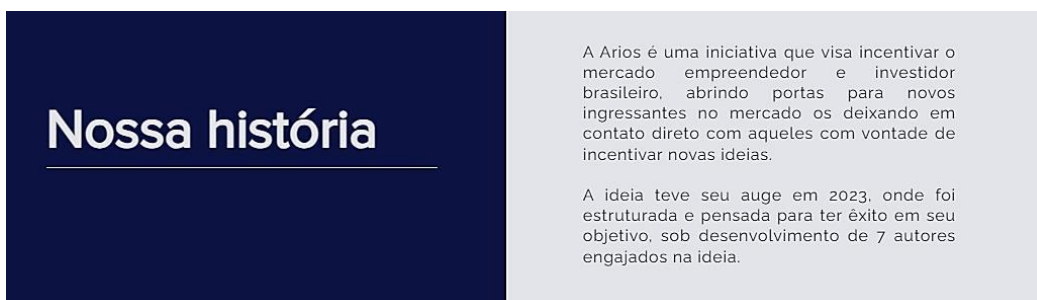 Nossa história
A Arios é uma iniciativa que visa incentivar o
mercado empreendedor e investidor
brasileiro, abrindo portas para novos
ingressantes no mercado os deixando em
contato direto com aqueles com vontade de
incentivar novas ideias.
A ideia teve seu auge em 2023, onde foi
estruturada e pensada para ter êxito em seu
objetivo, sob desenvolvimento de 7 autores
engajados na ideia.